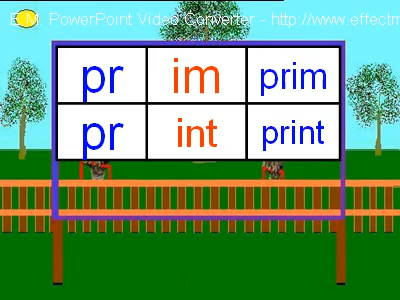 E.M. PowerPoint Video Converter - http://www.effectm
pr im prim
pr int print